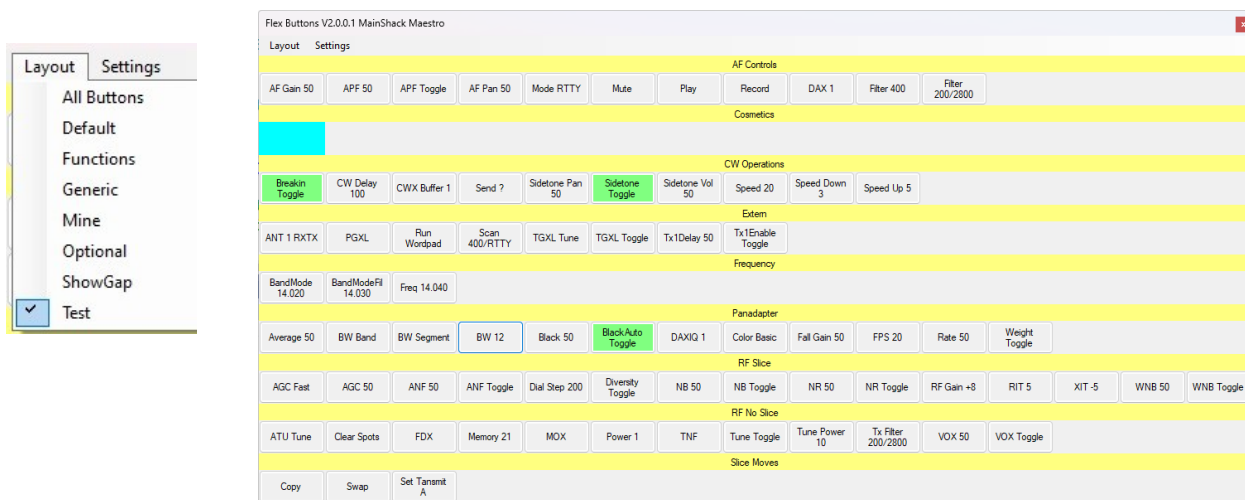 Layout Settings
All Buttons
Default
Functions
Generic
Mine
Optional
ShowGap
Test
Flex Buttons V2.0.0.1 MainShack Maestro
x
Layout Settings
AF Controls
AF Gain 50 APF 50 APF Toggle AF Pan 50 Mode RTTY Mute Play Record DAX 1 Filter 400 Filter
200/2800
Cosmetics
CW Operations
Breakin CW Delay CWX Buffer 1 Send ? Sidetone Pan Sidetone Sidetone Vol Speed 20 Speed Down Speed Up 5
Toggle 100 50 Toggle 50 3
Extern
ANT 1 RXTX PGXL Run Scan TGXL Tune TGXL Toggle Tx1Delay 50 Tx1Enable
Wordpad 400/RTTY Toggle
Frequency
BandMode BandModeFil Freq 14.040
14.020 14.030
Panadapter
Average 50 BW Band BW Segment BW 12 Black 50 BlackAuto DAXIQ 1 Color Basic Fall Gain 50 FPS 20 Rate 50 Weight
Toggle Toggle
RF Slice
AGC Fast AGC 50 ANF 50 ANF Toggle Dial Step 200 Diversity NB 50 NB Toggle NR 50 NR Toggle RF Gain +8 RIT 5 XIT -5 WNB 50 WNB Toggle
Toggle
RF No Slice
ATU Tune Clear Spots FDX Memory 21 MOX Power 1 TNF Tune Toggle Tune Power Tx Filter VOX 50 VOX Toggle
10 200/2800
Slice Moves
Copy Swap Set Tansmit
A